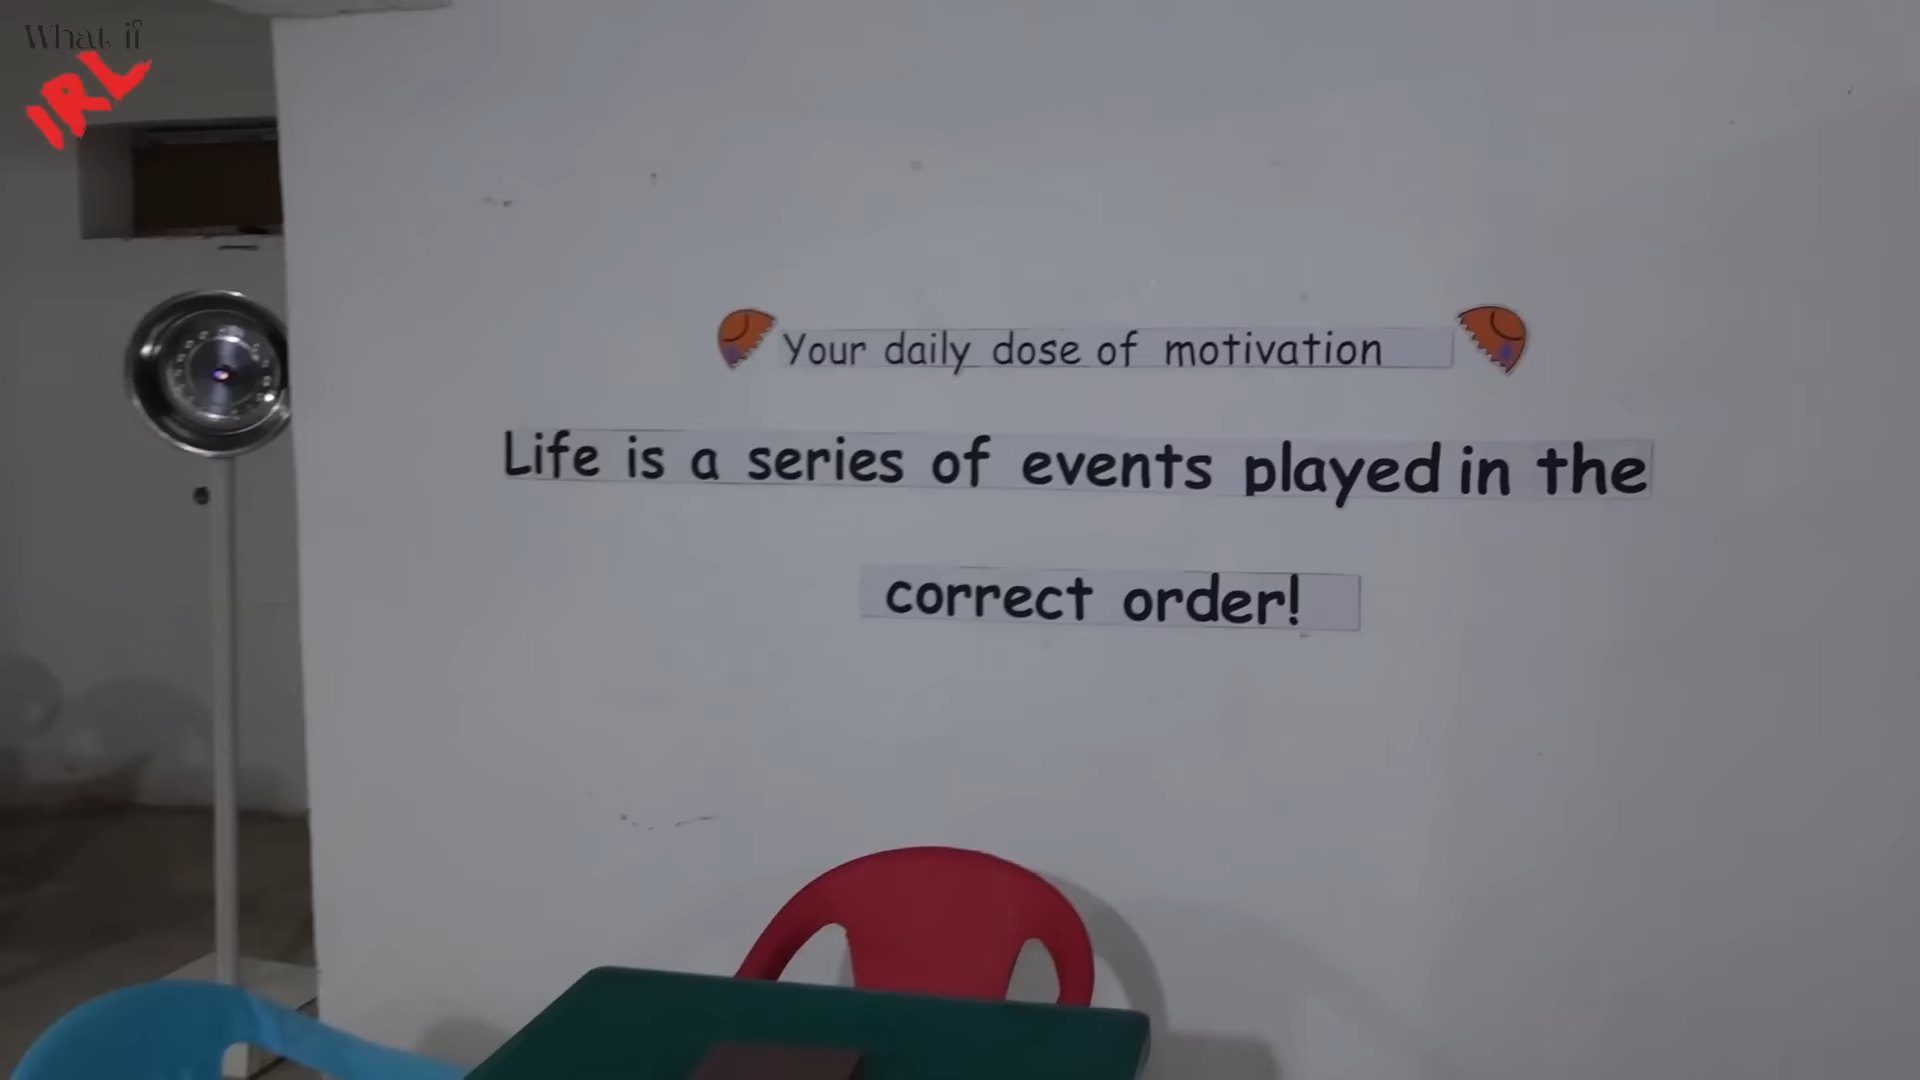 What if
IRL
Your daily dose of motivation
Life is a series of events played in the
correct order!